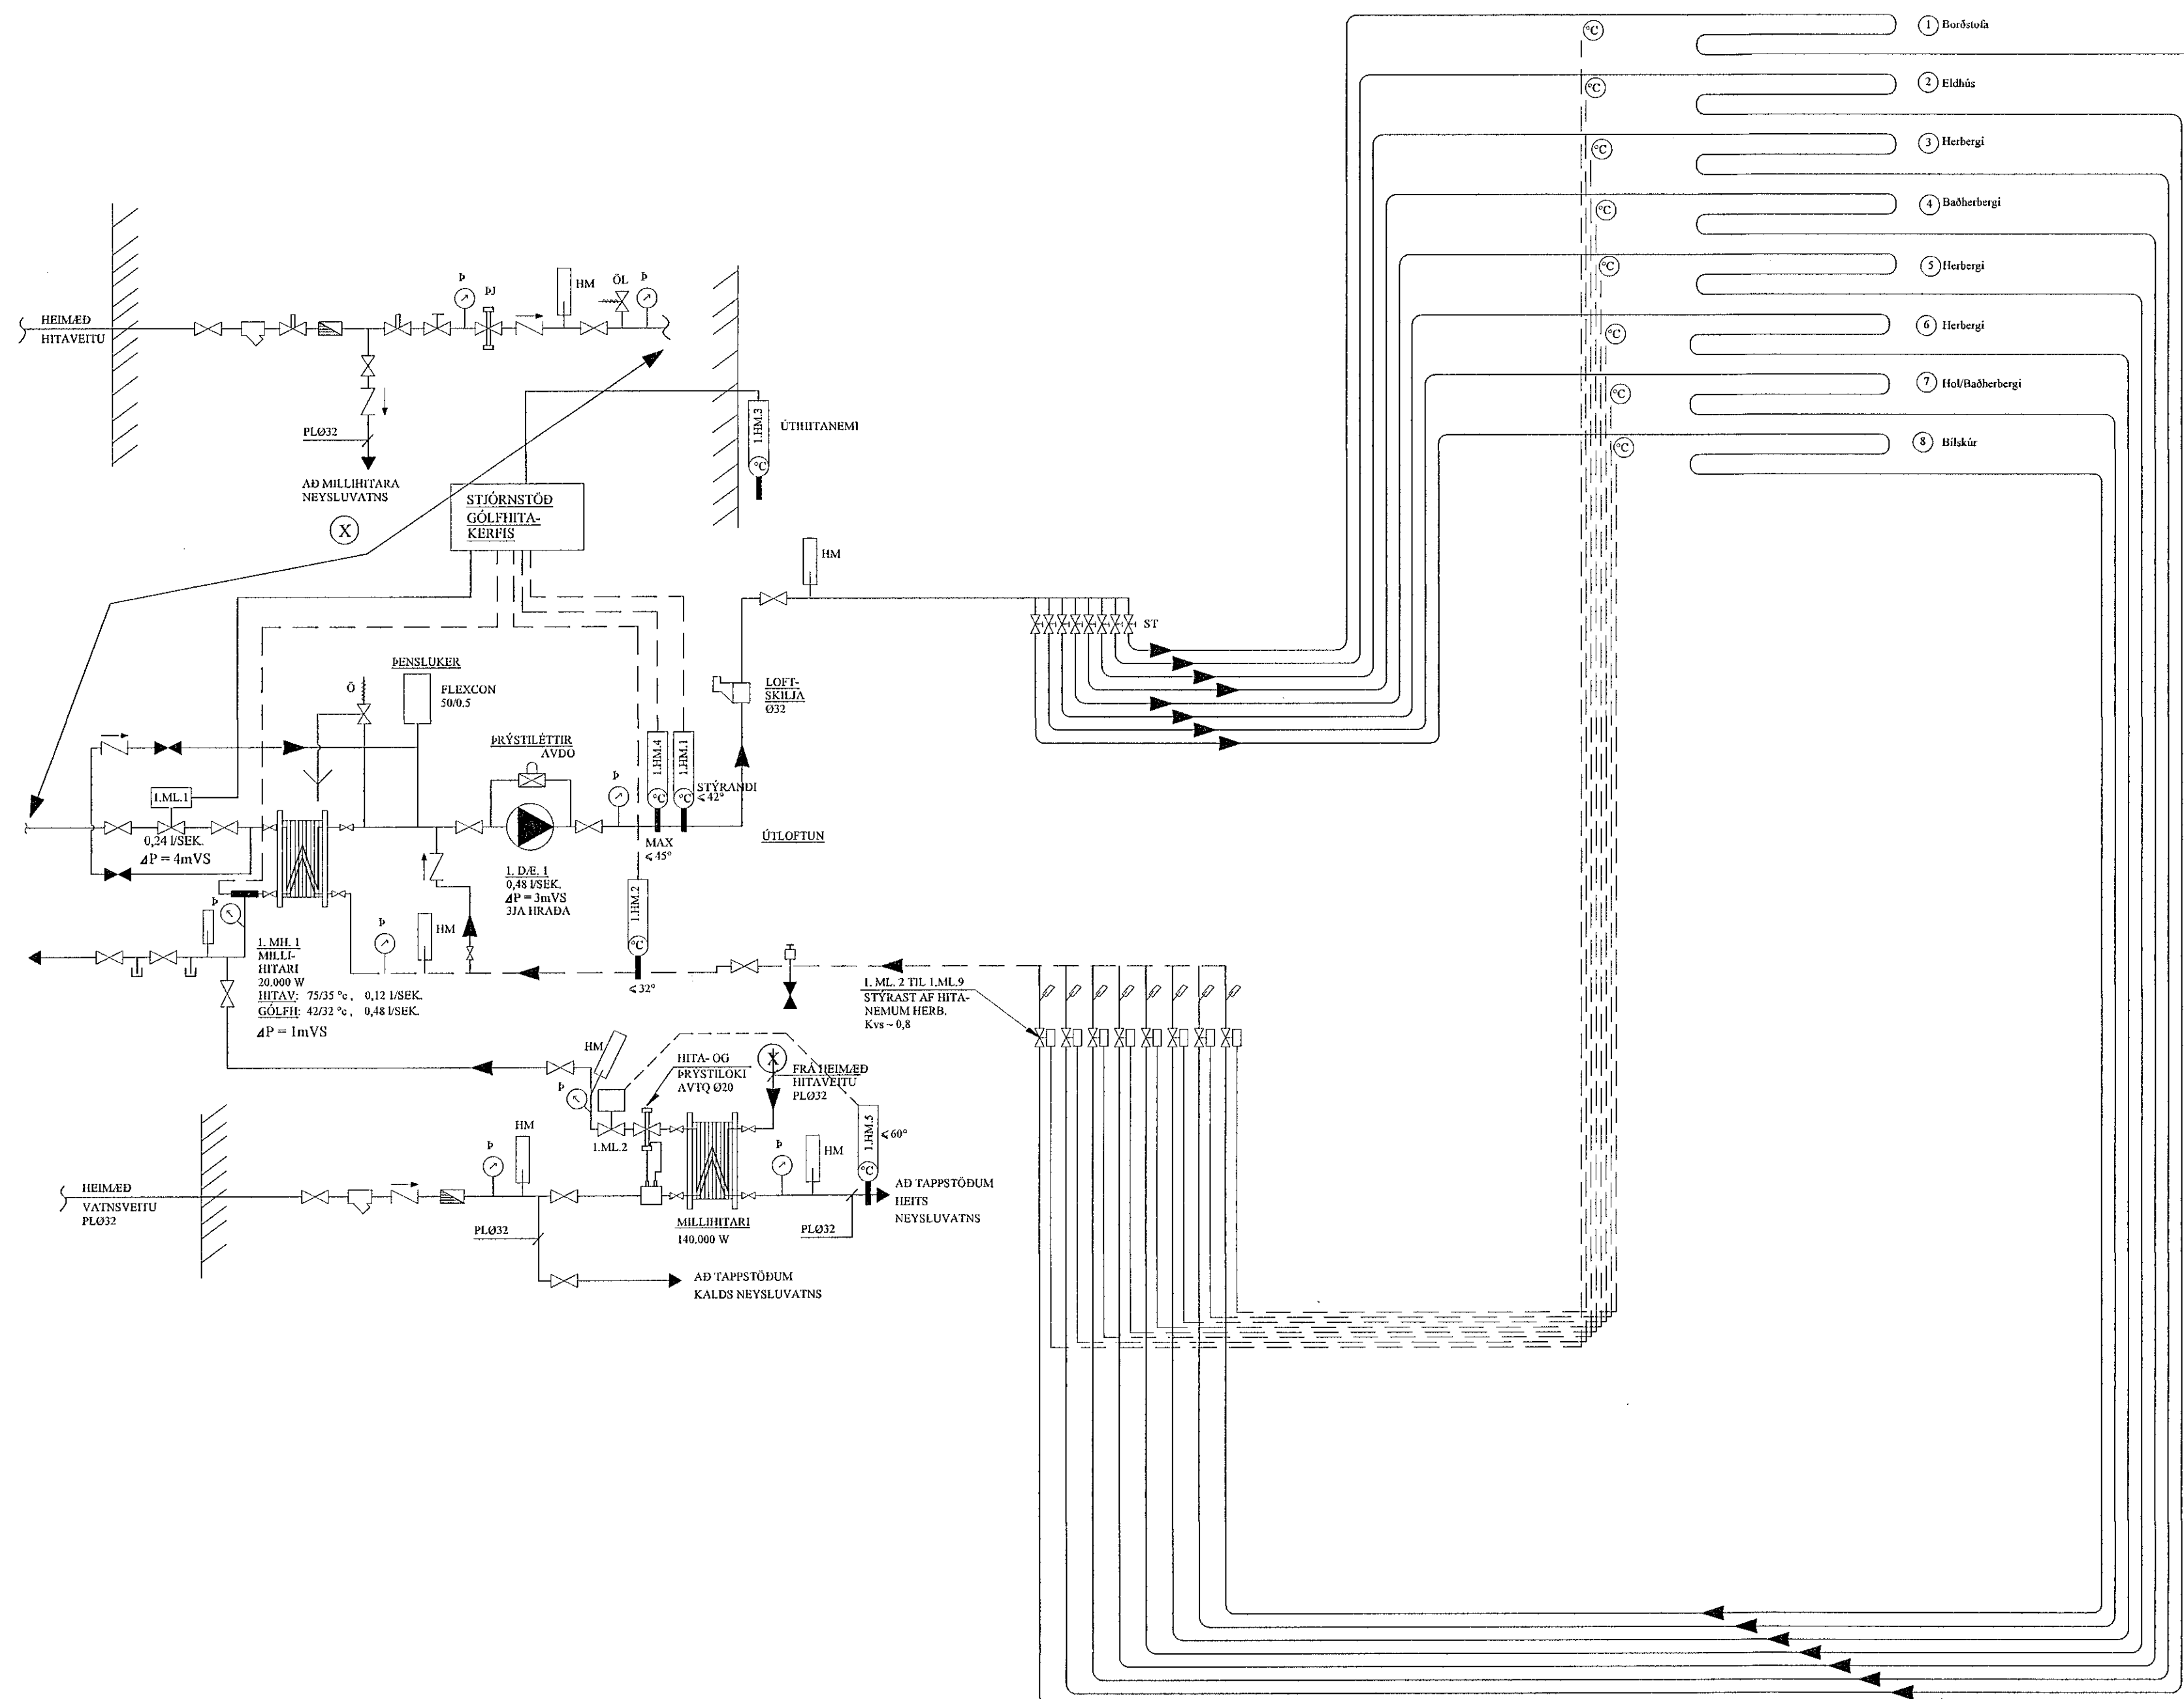 1 Borðstofa
°C
2 Eldhús
°C
3 Herbergi
°C
4 Baðherbergi
°C
5 Herbergi
°C
6 Herbergi
°C
7 Hol/Baðherbergi
°C
8 Bílskúr
°C
HEIMÆÐ
HITAVEITU
Þ
ÞJ
HM
ÖL
Þ
PLØ32
AÐ MILLIHITARA
NEYSLUVATNS
X
1.HM.3
°C
ÚTIHITANEMI
STJÓRNSTÖÐ
GÓLFHITA-
KERFIS
HM
ST
ÞENSLUKER
FLEXCON
50/0.5
Ö
LOFT-
SKILJA
Ø32
ÞRÝSTILÉTTIR
AVDO
Þ
1.HM.4
°C
1.HM.1
°C
STÝRANDI
⩽42°
MAX
⩽45°
ÚTLOFTUN
1.ML.1
0,24 l/SEK.
⊿P = 4mVS
1. DÆ. 1
0,48 l/SEK.
⊿P = 3mVS
3JA HRAÐA
1.HM.2
°C
⩽32°
Þ
Þ
HM
1. MH. 1
MILLI-
HITARI
20.000 W
HITAV: 75/35 °c, 0,12 l/SEK.
GÓLFH: 42/32 °c, 0,48 l/SEK.
⊿P = 1mVS
1. ML. 2 TIL 1.ML.9
STÝRAST AF HITA-
NEMUM HERB.
Kvs ~ 0,8
HM
Þ
HITA- OG
ÞRÝSTILOKI
AVTQ Ø20
X
FRÁ HEIMÆÐ
HITAVEITU
PLØ32
1.ML.2
1.HM.5
°C
⩽60°
HM
Þ
Þ
HM
HEIMÆÐ
VATNSVEITU
PLØ32
PLØ32
MILLIHITARI
140.000 W
PLØ32
AÐ TAPPSTÖÐUM
HEITS
NEYSLUVATNS
AÐ TAPPSTÖÐUM
KALDS NEYSLUVATNS